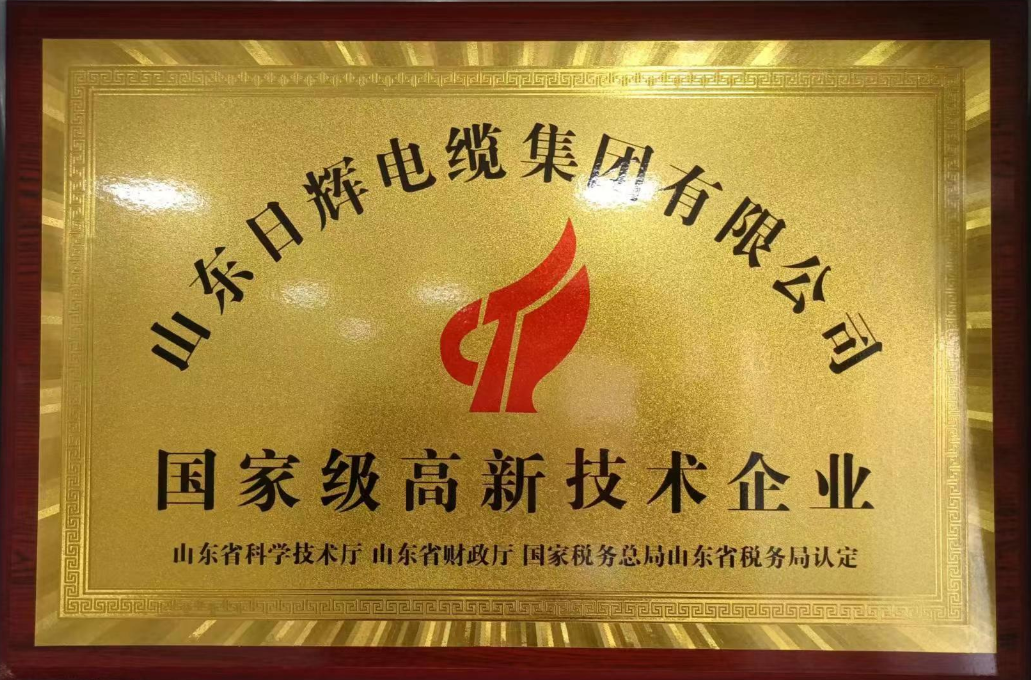 山东日辉电缆集团有限公司
国家级高新技术企业
山东省科学技术厅 山东省财政厅 国家税务总局山东省税务局认定